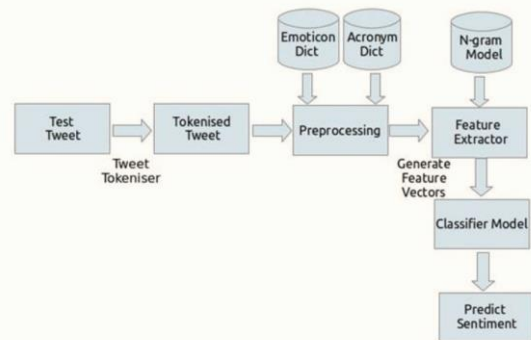 Emoticon
Dict
Acronym
Dict
N-gram
Model
Test
Tweet
Tweet
Tokeniser
Tokenised
Tweet
Preprocessing
Generate
Feature
Vectors
Feature
Extractor
Classifier Model
Predict
Sentiment